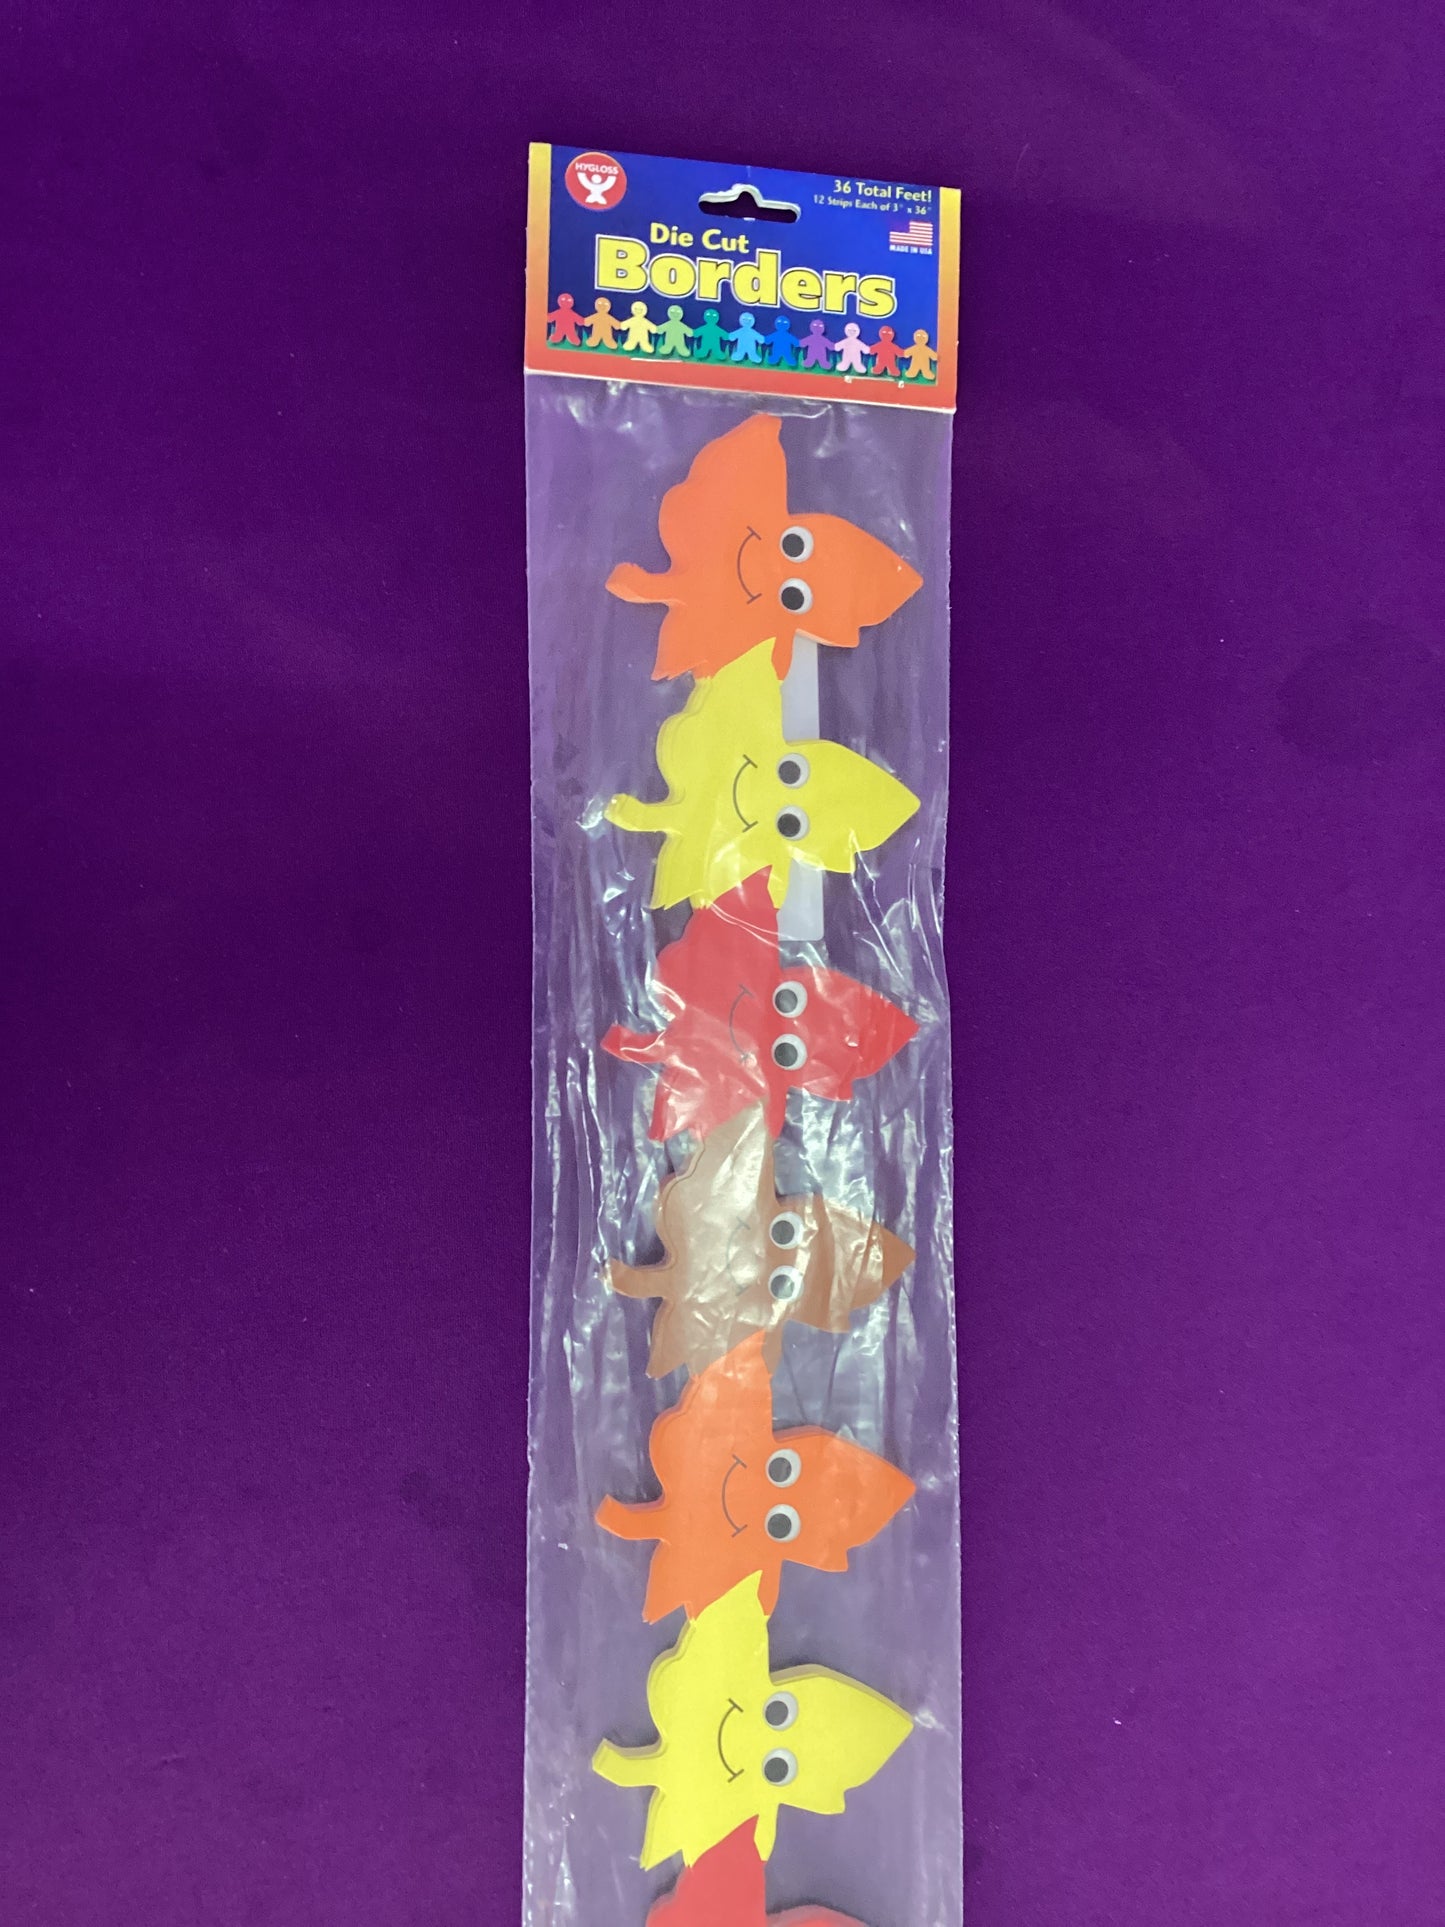 HYGLOSS
36 Total Feet!
12 Strips Each of 3" x 36"
MADE IN USA
Die Cut
Borders